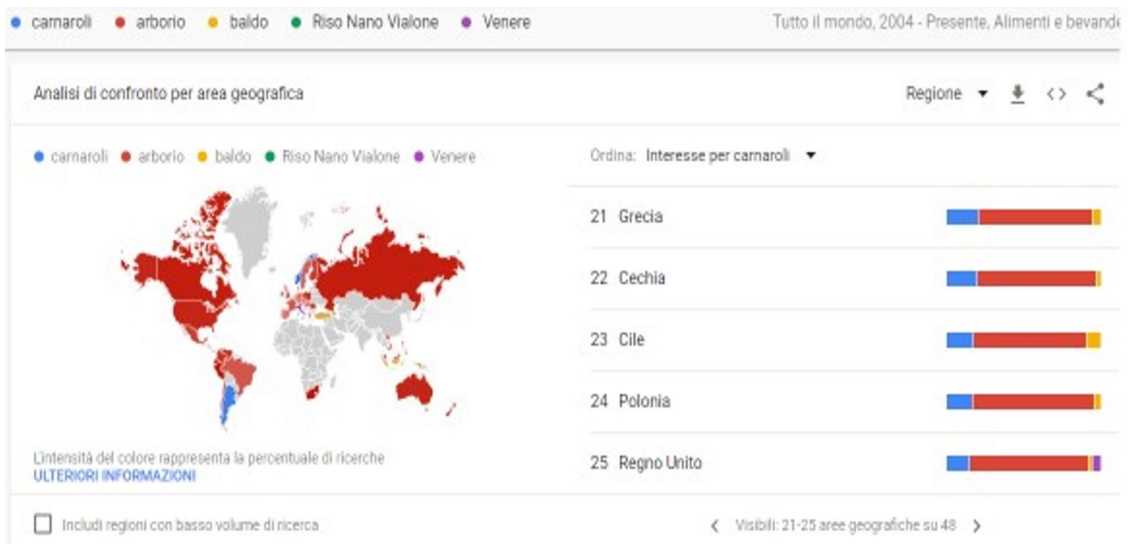 carnaroli arborio baldo Riso Nano Vialone Venere Tutto il mondo, 2004 - Presente, Alimenti e bevande
Analisi di confronto per area geografica Regione
carnaroli arborio baldo Riso Nano Vialone Venere Ordina: Interesse per carnaroli
21 Grecia
22 Cechia
23 Cile
24 Polonia
25 Regno Unito
L'intensità del colore rappresenta la percentuale di ricerche
ULTERIORI INFORMAZIONI
Includi regioni con basso volume di ricerca Visibili: 21-25 aree geografiche su 48